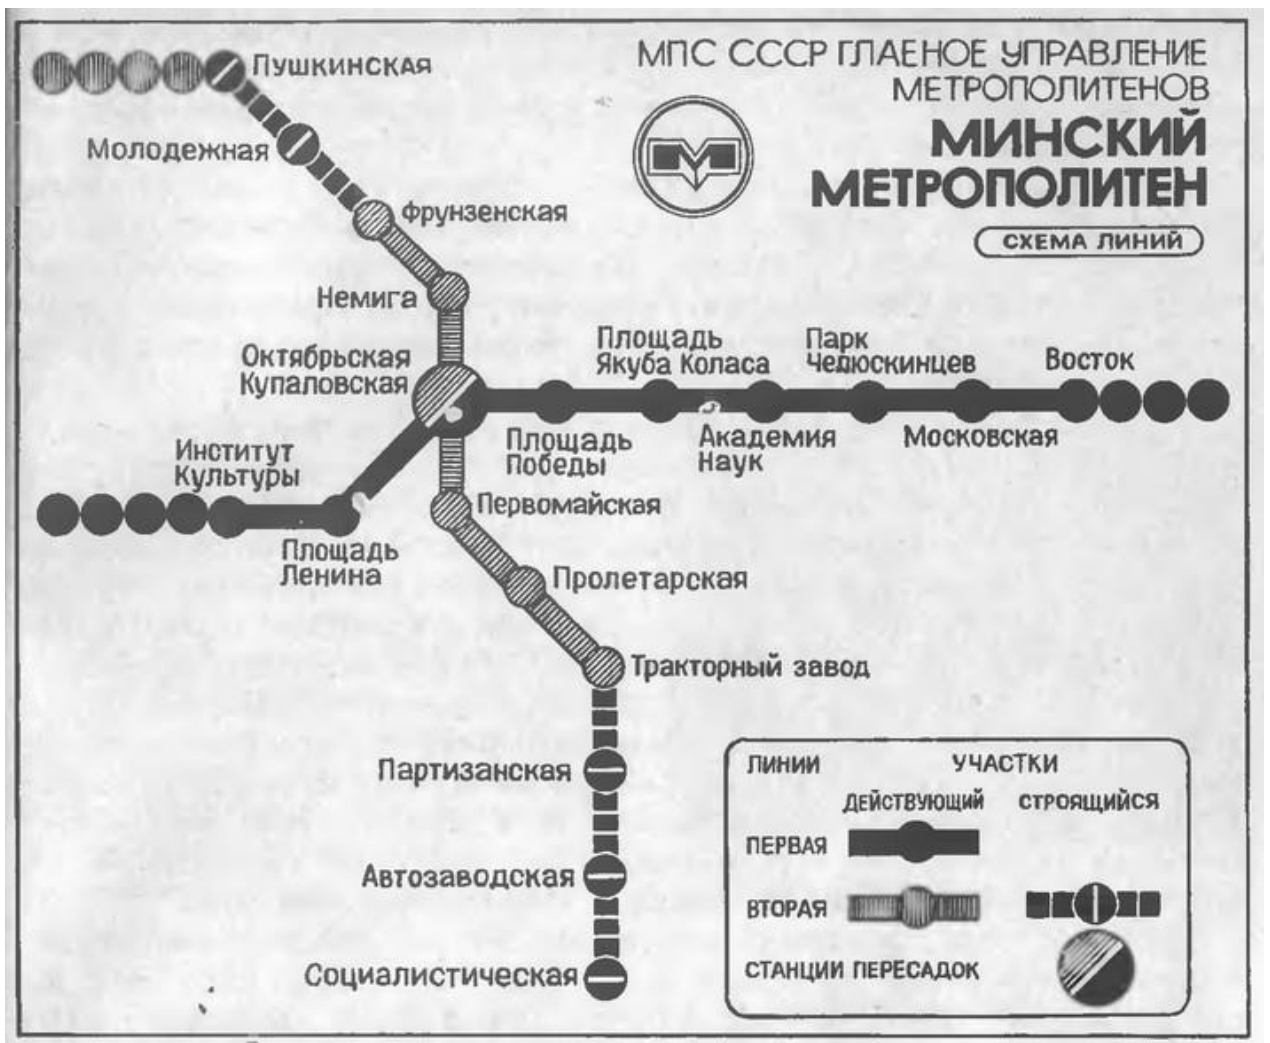 МПС СССР ГЛАЕНОЕ УПРАВЛЕНИЕ
МЕТРОПОЛИТЕНОВ
МИНСКИЙ
МЕТРОПОЛИТЕН
СХЕМА ЛИНИЙ
Пушкинская
Молодежная
Фрунзенская
Немига
Октябрьская
Купаловская
Площадь
Якуба Коласа
Парк
Челюскинцев
Восток
Площадь
Победы
Академия
наук
Московская
Институт
Культуры
Площадь
Ленина
Первомайская
Пролетарская
Тракторный завод
Партизанская
Автозаводская
Социалистическая
ЛИНИИ УЧАСТКИ
ДЕЙСТВУЮЩИЙ СТРОЯЩИЙСЯ
ПЕРВАЯ
ВТОРАЯ
СТАНЦИИ ПЕРЕСАДОК